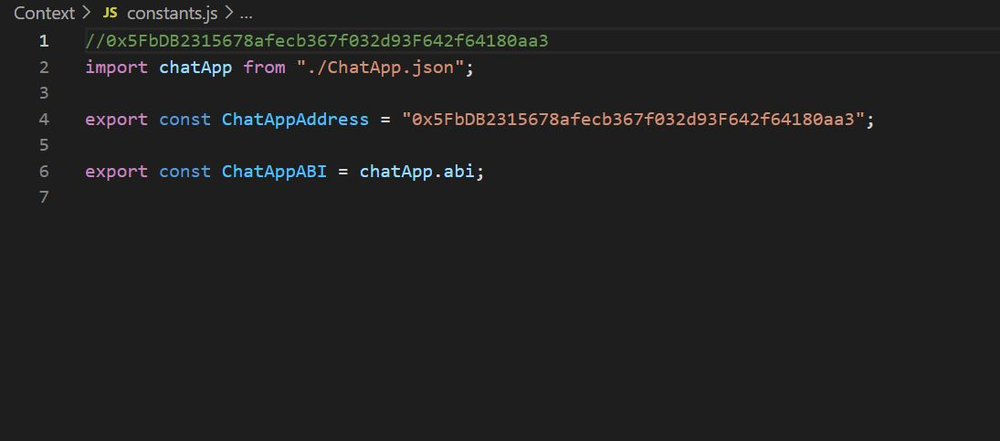 Context > JS constants.js > ...
1 //0x5FbDB2315678afecb367f032d93F642f64180aa3
2 import chatApp from "./ChatApp.json";
3
4 export const ChatAppAddress = "0x5FbDB2315678afecb367f032d93F642f64180aa3";
5
6 export const ChatAppABI = chatApp.abi;
7